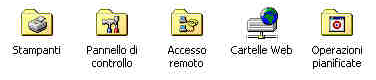 Stampanti
Pannello di
controllo
Accesso
remoto
Cartelle Web
Operazioni
pianificate